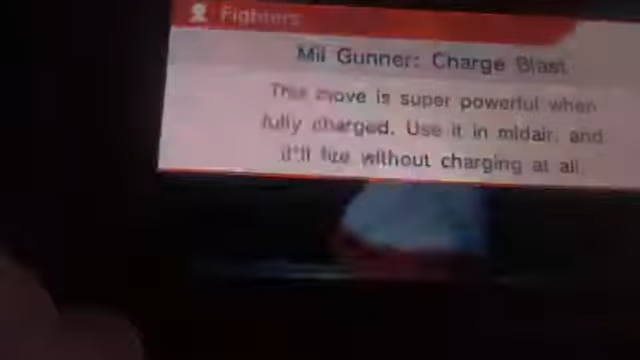 Fighters
Mii Gunner: Charge Blast
This move is super powerful when
fully charged. Use it in midair, and
it'll fire without charging at all.